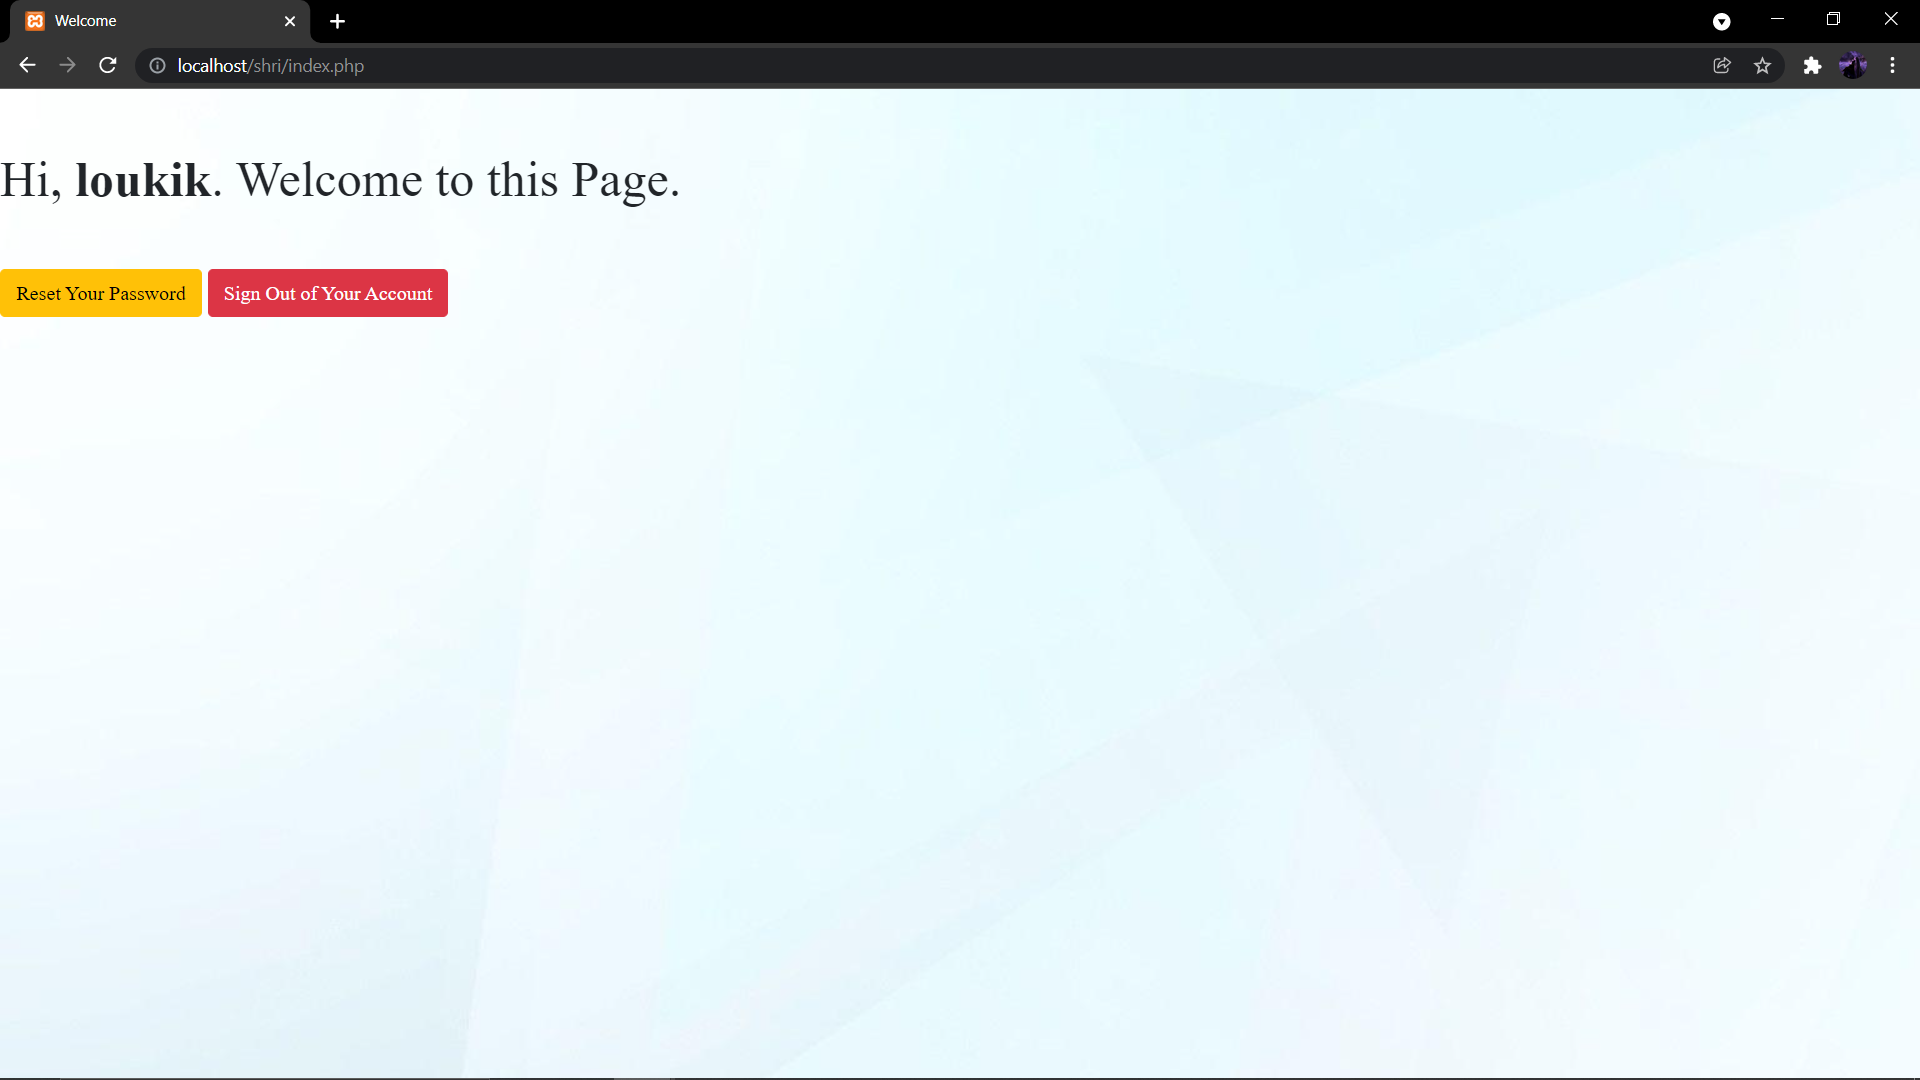 Welcome
localhost/shri/index.php
Hi, loukik. Welcome to this Page.
Reset Your Password
Sign Out of Your Account